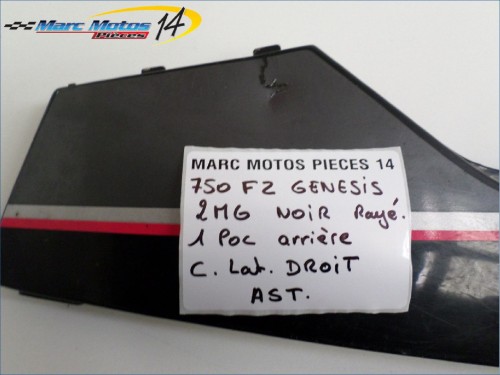 Marc Motos 14
PIECES
MARC MOTOS PIECES 14
750 FZ GENESIS
2MG NOIR Rayé.
1 Poc arrière
C. Lat. DROIT
AST.